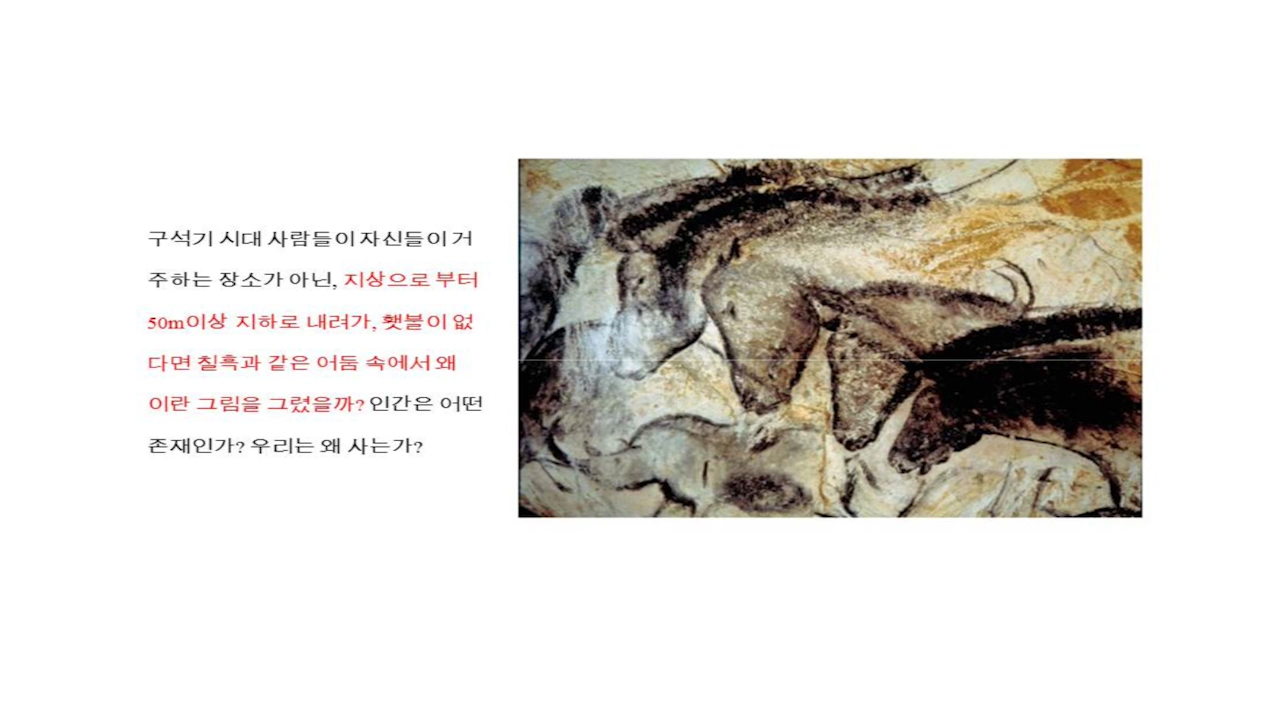 구석기 시대 사람들이 자신들이 거
주하는 장소가 아닌, 지상으로 부터
50m이상 지하로 내려가, 횃불이 없
다면 칠흑과 같은 어둠 속에서 왜
이란 그림을 그렸을까? 인간은 어떤
존재인가? 우리는 왜 사는가?